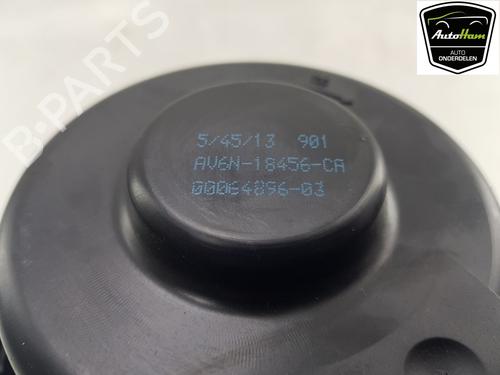 AutoHam
AUTO
ONDERDELEN
B-PARTS
5/45/13 901
AV6N-18456-CA
00064896-03